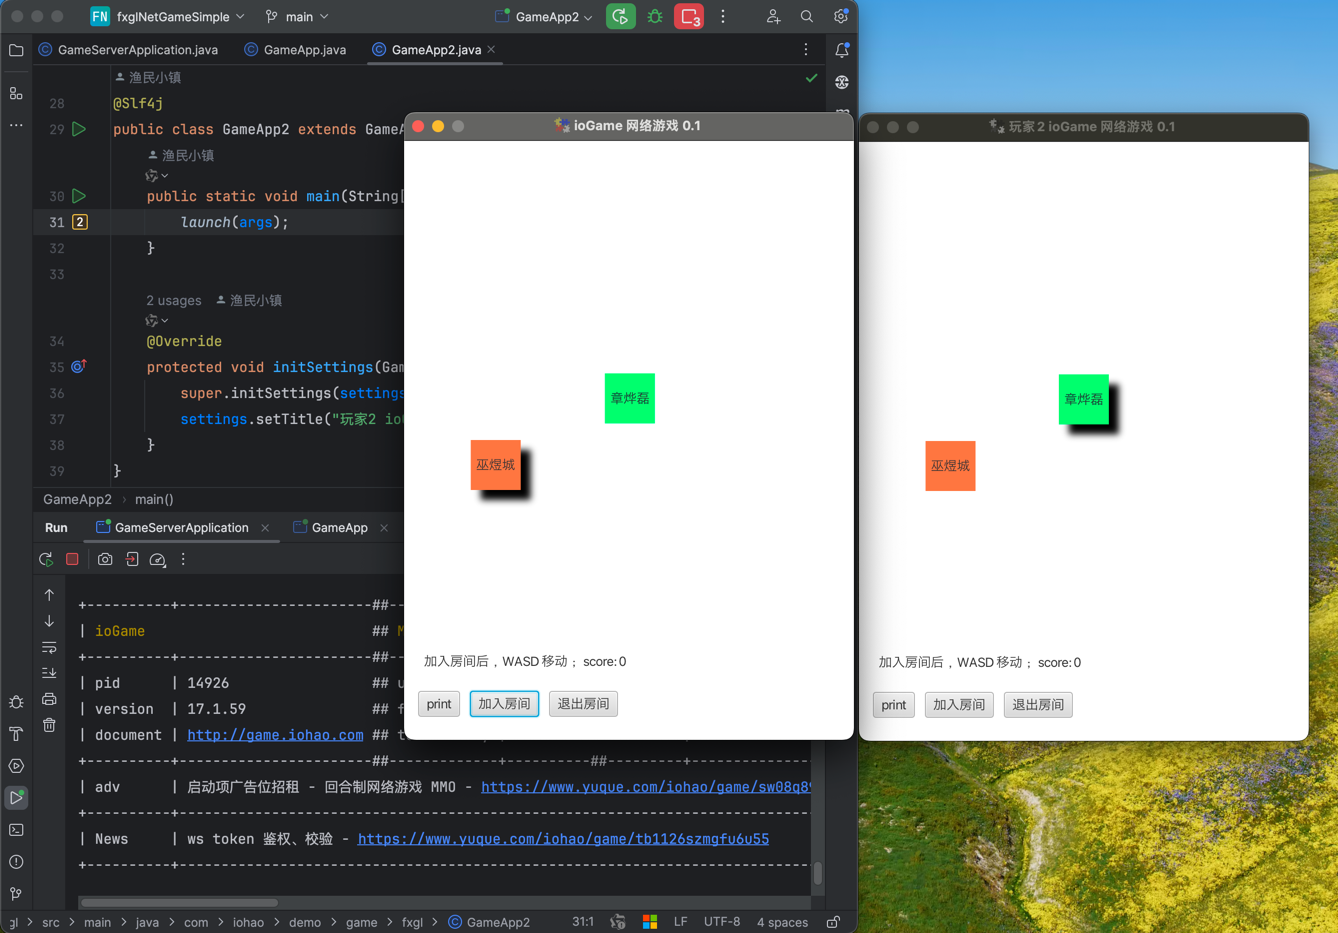 FN fxglNetGameSimple main GameApp2 3
GameServerApplication.java GameApp.java GameApp2.java
渔民小镇
28 @Slf4j
29 public class GameApp2 extends GameA
渔民小镇
30 public static void main(String[
31 2 launch(args);
32 }
33
2 usages 渔民小镇
34 @Override
35 protected void initSettings(Gam
36 super.initSettings(settings
37 settings.setTitle("玩家2 io
38 }
39 }
GameApp2 main()
Run GameServerApplication GameApp
+----------+-----------------------##--
| ioGame ## M
+----------+-----------------------##--
| pid | 14926 ## u
| version | 17.1.59 ## f
| document | http://game.iohao.com ## t
+----------+-----------------------##-------------+----------##---------+-------------
| adv | 启动项广告位招租 - 回合制网络游戏 MMO - https://www.yuque.com/iohao/game/sw08q89
+----------+---------------------------------------------------------------------------
| News | ws token 鉴权、校验 - https://www.yuque.com/iohao/game/tb1126szmgfu6u55
+----------+---------------------------------------------------------------------------
gl src main java com iohao demo game fxgl GameApp2 31:1 LF UTF-8 4 spaces
ioGame 网络游戏 0.1
章烨磊
巫煜城
加入房间后，WASD 移动； score: 0
print 加入房间 退出房间
玩家2 ioGame 网络游戏 0.1
章烨磊
巫煜城
加入房间后，WASD 移动； score: 0
print 加入房间 退出房间